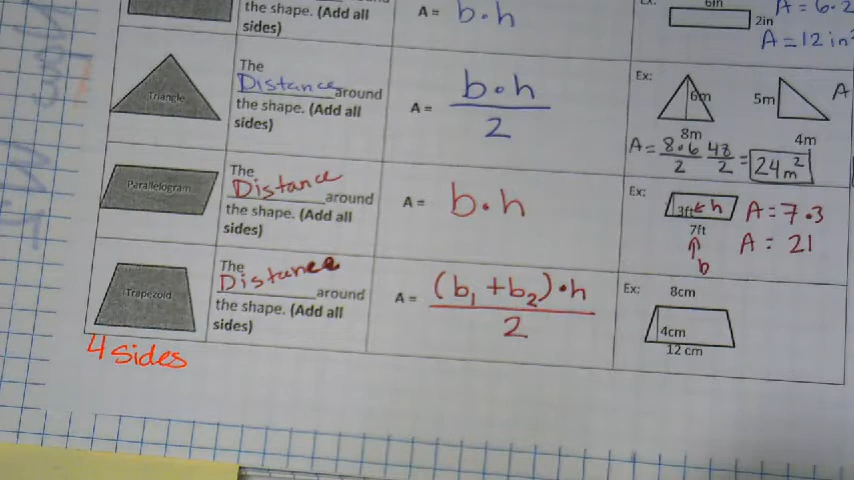 the shape. (Add all
sides)
A = b·h
Ex:
6in
2in
A = 6·2
A = 12 in²
Triangle
The
Distance around
the shape. (Add all
sides)
A = b·h
2
Ex:
6m
8m
5m
4m
A
A = 8·6 48
2 2 = 24m²
Parallelogram
The
Distance
around
the shape. (Add all
sides)
A = b·h
Ex:
3ft ← h
7ft
↑
b
A = 7·3
A = 21
Trapezoid
The
Distance
around
the shape. (Add all
sides)
A = (b₁ + b₂)·h
2
Ex: 8cm
4cm
12 cm
4 sides